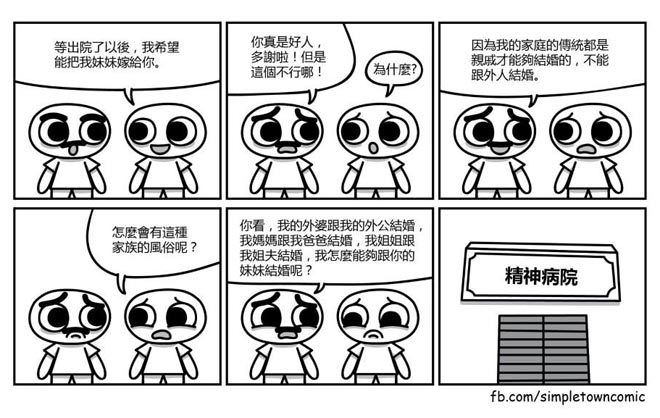 等出院了以後，我希望
能把我妹妹嫁給你。
你真是好人，
多謝啦！但是
這個不行哪！
為什麼?
因為我的家庭的傳統都是
親戚才能夠結婚的，不能
跟外人結婚。
怎麼會有這種
家族的風俗呢？
你看，我的外婆跟我的外公結婚，
我媽媽跟我爸爸結婚，我姐姐跟
我姐夫結婚，我怎麼能夠跟你的
妹妹結婚呢？
精神病院
fb.com/simpletowncomic